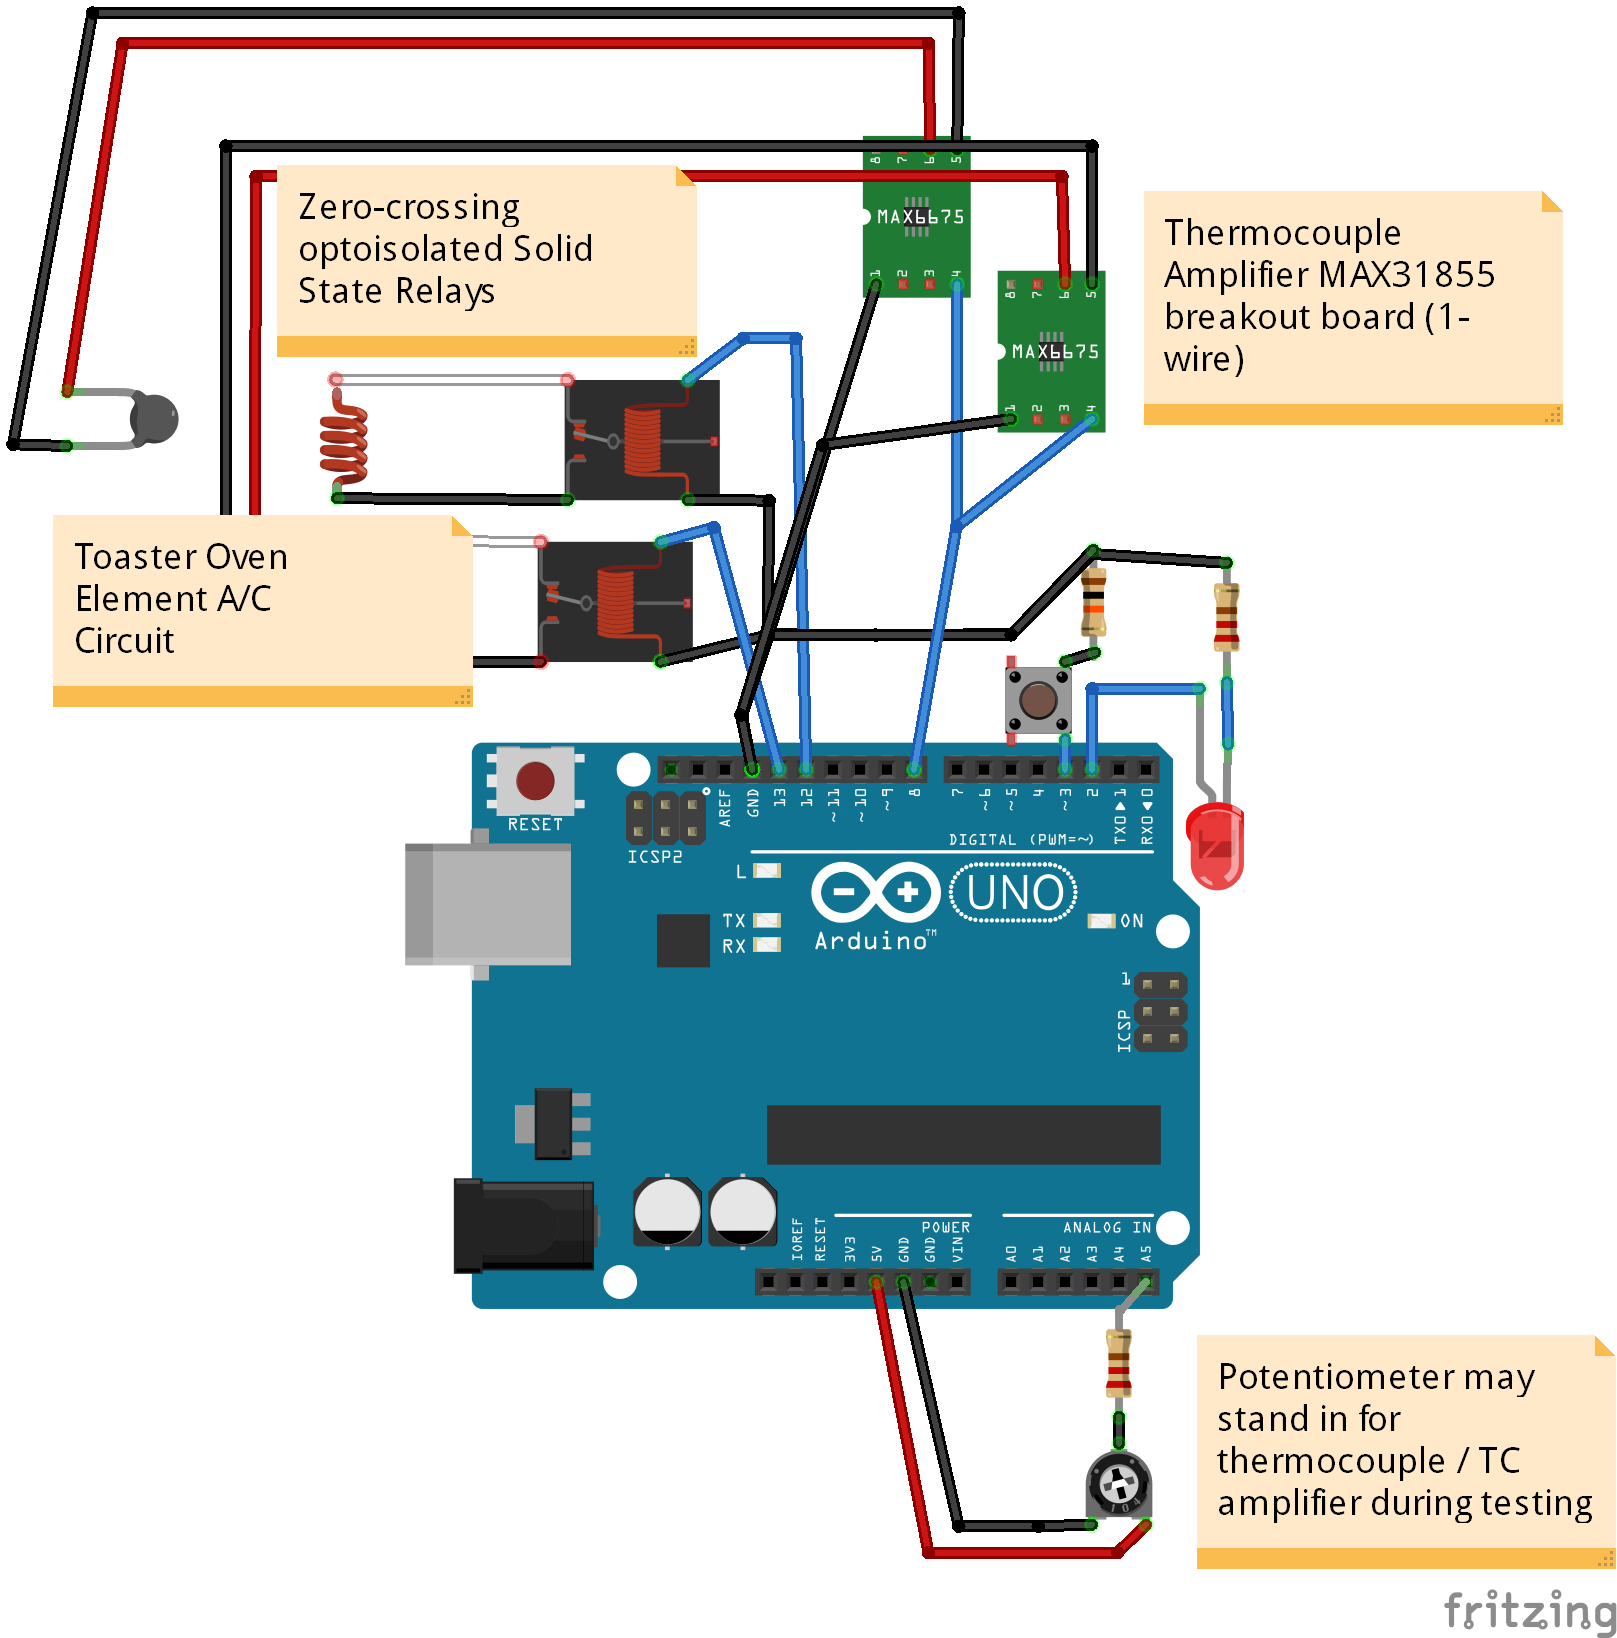 Zero-crossing
optoisolated Solid
State Relays
8 7 6 5
MAX6675
1 2 3 4
Thermocouple
Amplifier MAX31855
breakout board (1-
wire)
8 7 6 5
MAX6675
1 2 3 4
Toaster Oven
Element A/C
Circuit
RESET
ICSP2
AREF
GND
13
12
~11
~10
~9
8
7
~6
~5
4
~3
2
TX0 1
RX0 0
DIGITAL (PWM=~)
L
TX
RX
UNO
ON
Arduino™
1
ICSP
POWER
ANALOG IN
IOREF
RESET
3V3
5V
GND
GND
VIN
A0
A1
A2
A3
A4
A5
104
Potentiometer may
stand in for
thermocouple / TC
amplifier during testing
fritzing